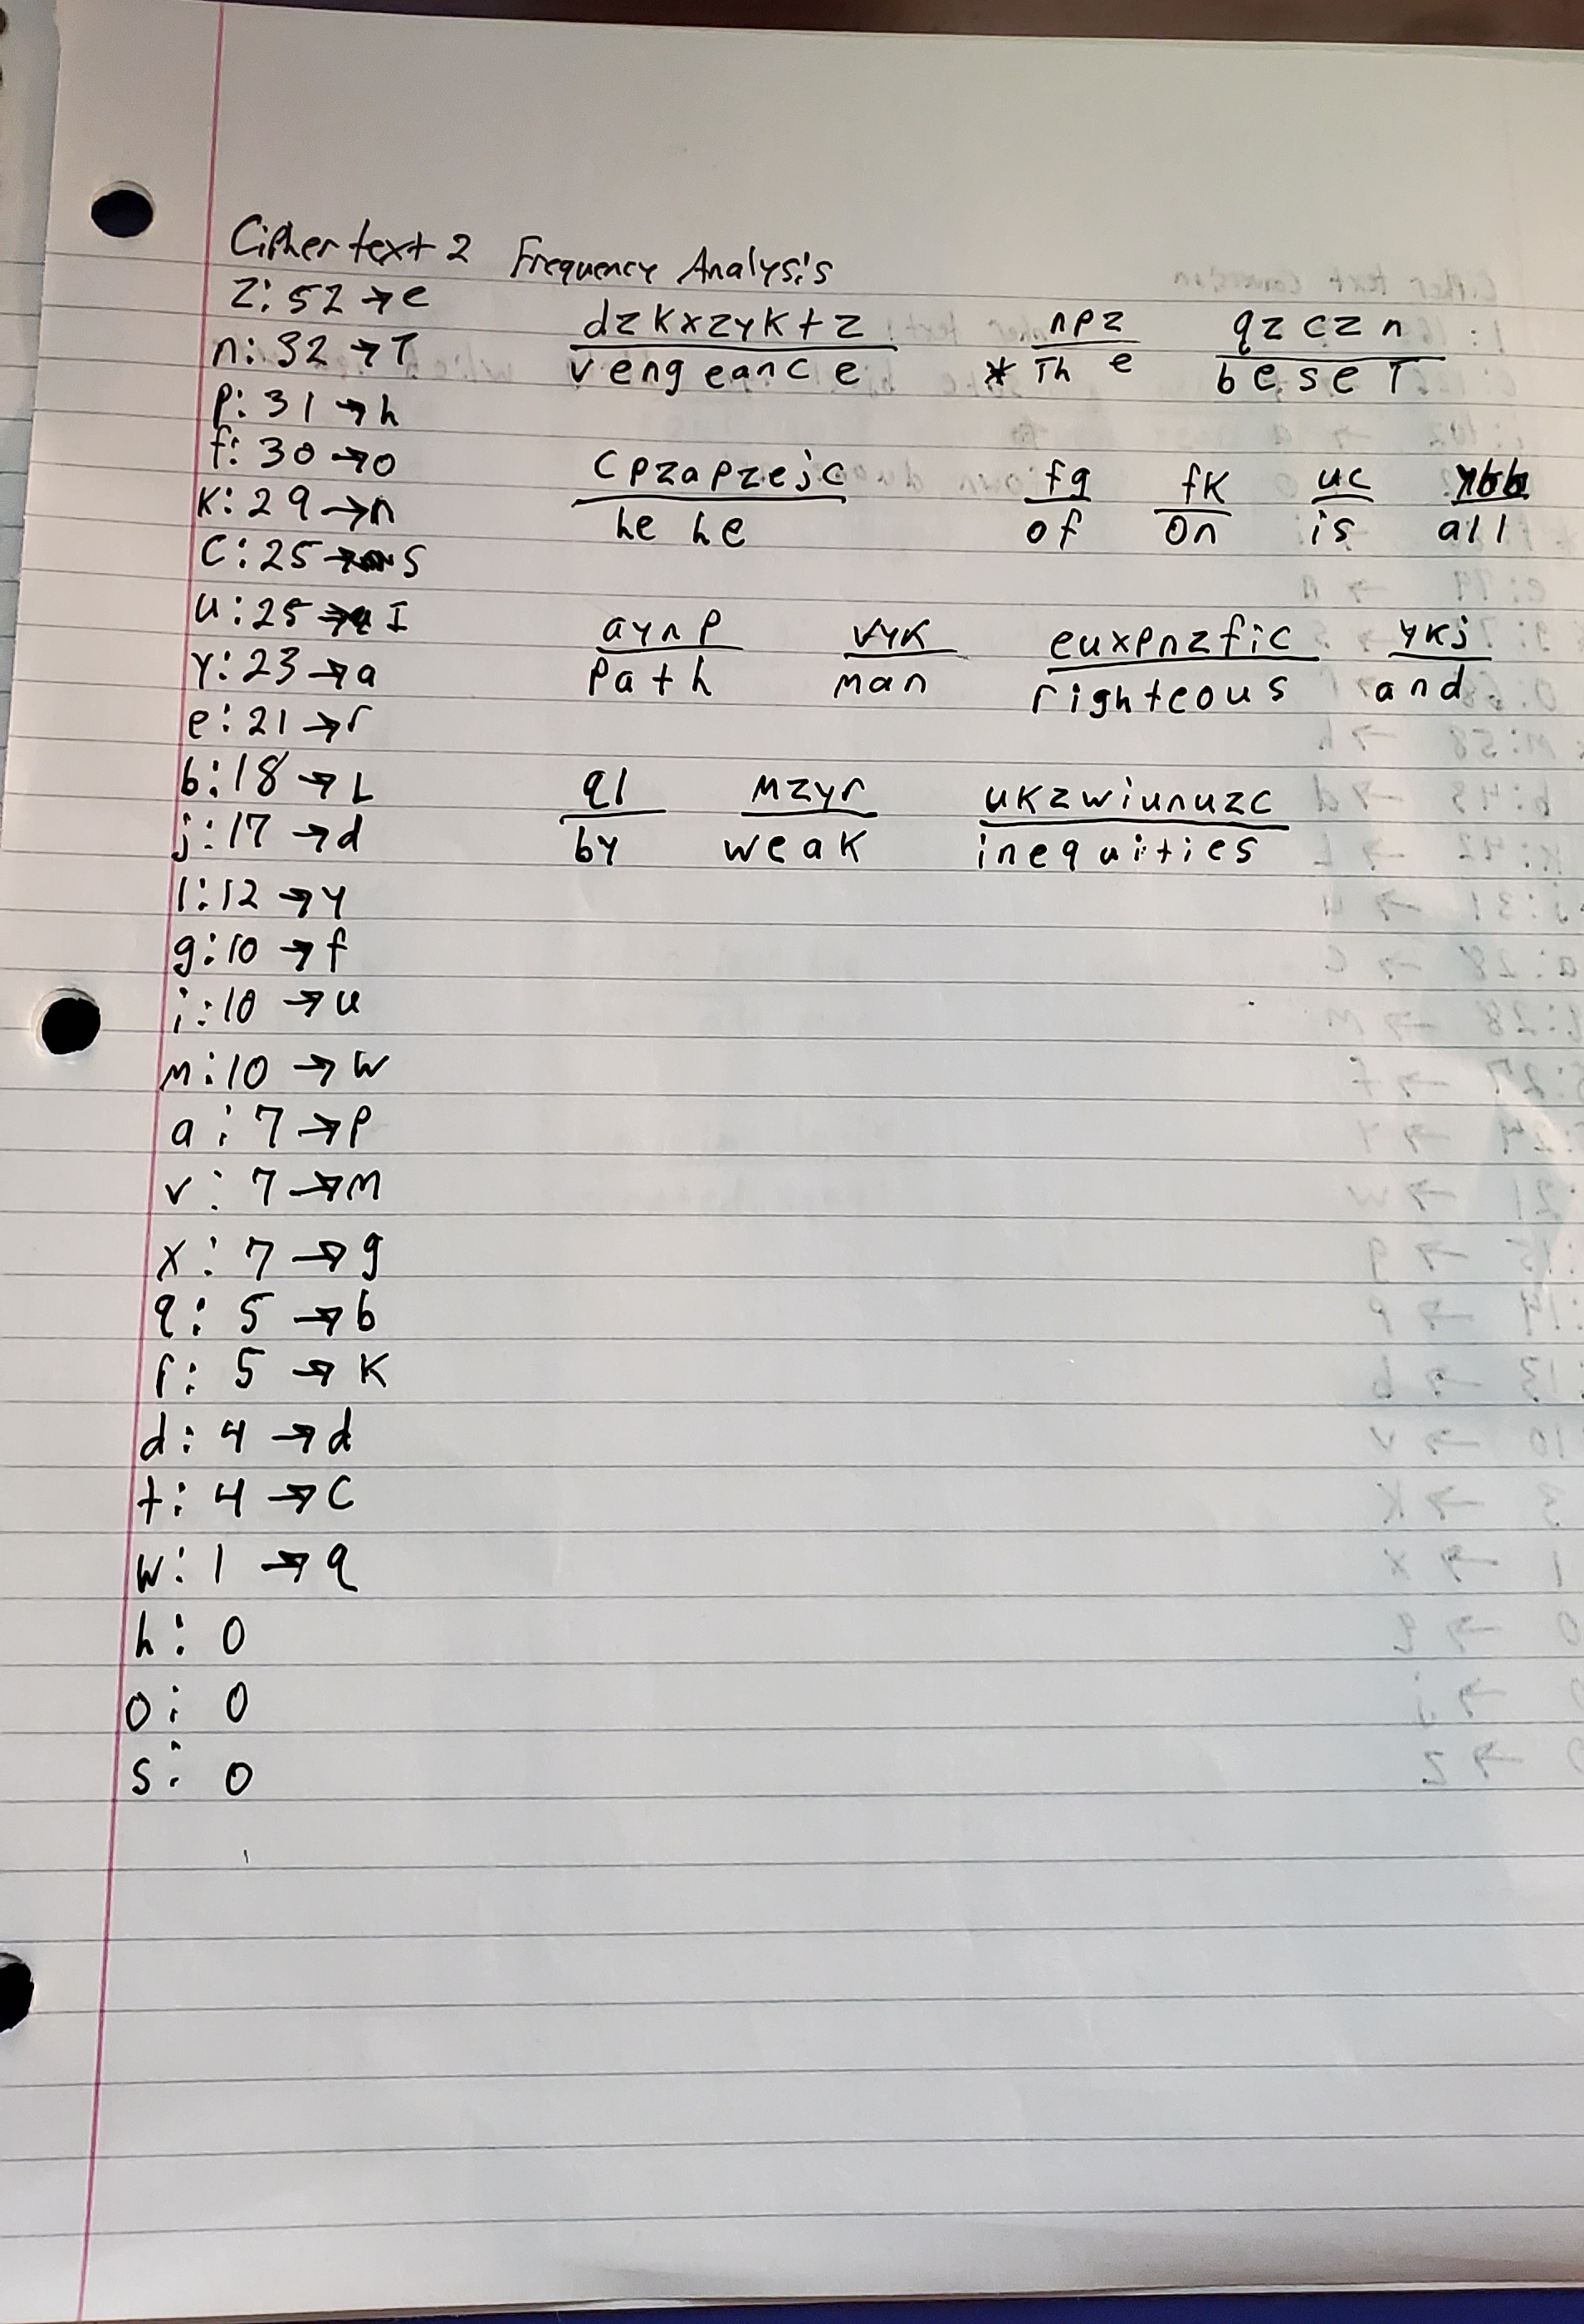 Cipher text 2 Frequency Analysis
Z: 52 → e
dzkxzyktz npz qzczn
n: 32 → T
vengeance * The beseT
p: 31 → h
f: 30 → o
cpzapzejc fg fk uc ybb
K: 29 → n
he he of on is all
C: 25 → S
u: 25 → I
aynp vyk euxpnzfic ykj
Y: 23 → a
Path man righteous and
e: 21 → r
b: 18 → L
ql mzyr ukzwiunuzc
j: 17 → d
by weak inequities
l: 12 → y
g: 10 → f
i: 10 → u
m: 10 → w
a: 7 → p
v: 7 → M
x: 7 → g
q: 5 → b
r: 5 → K
d: 4 → d
t: 4 → C
w: 1 → q
h: 0
o: 0
s: 0